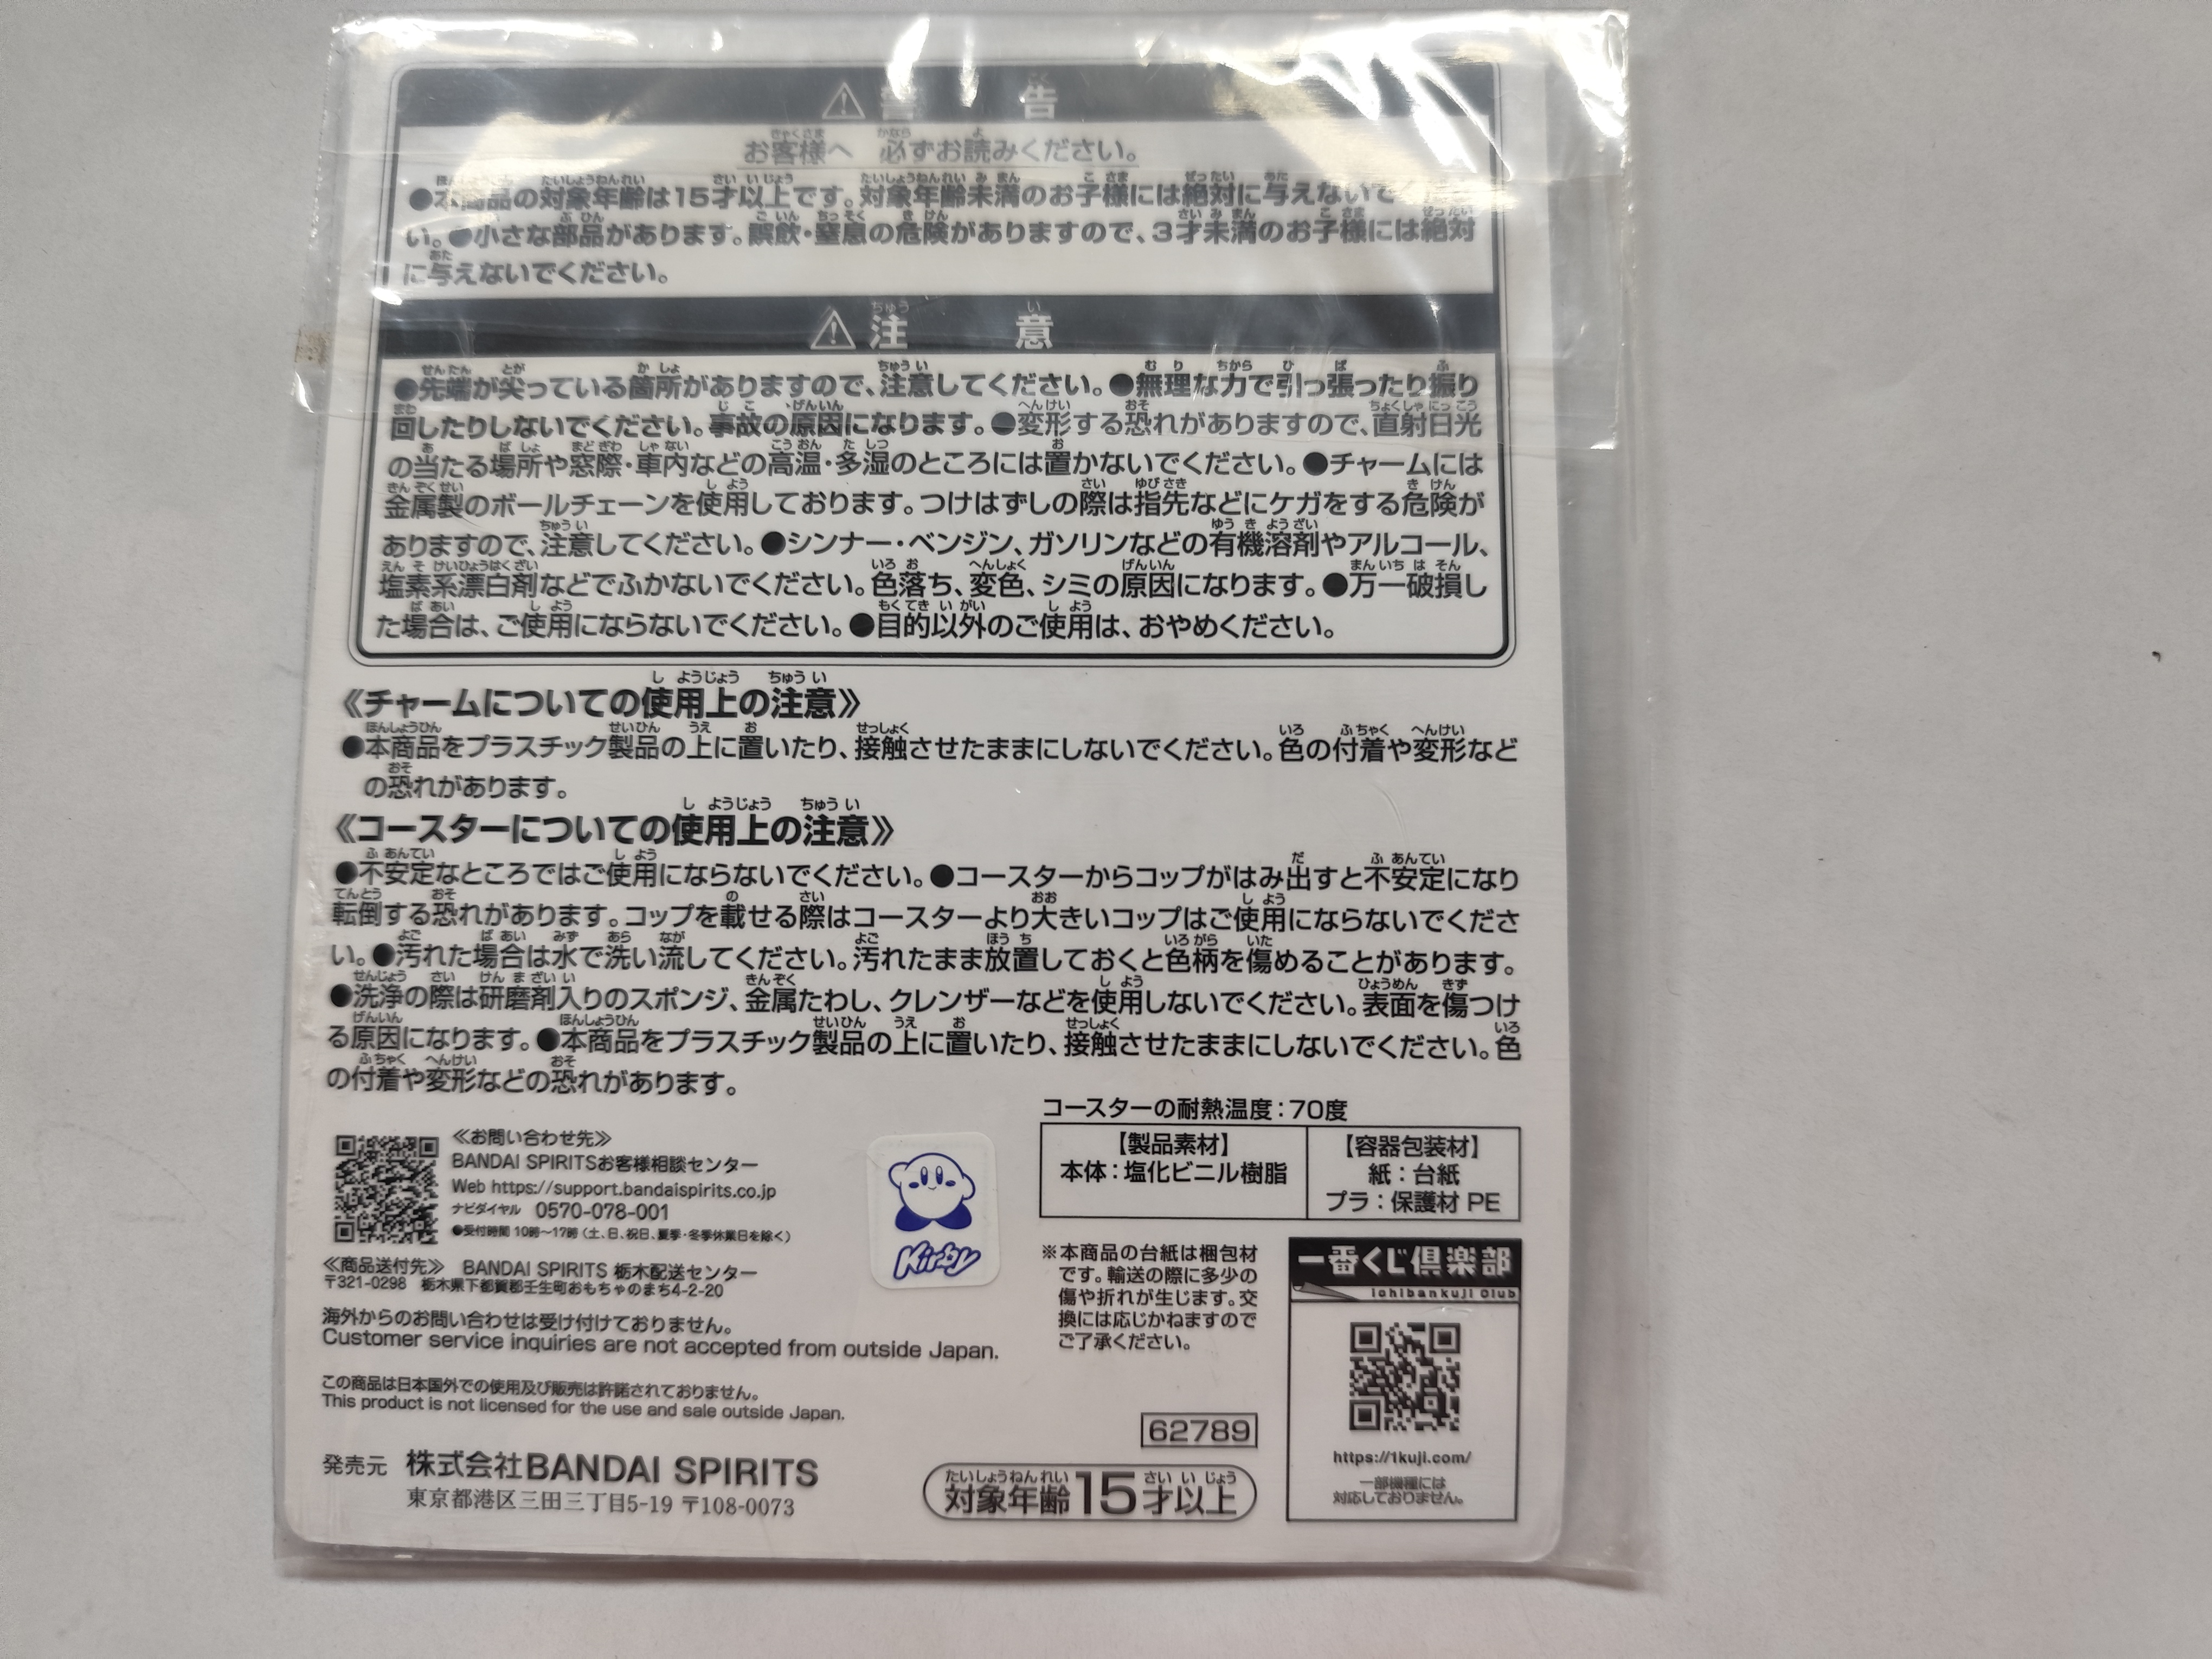 ⚠ 警告
お客様へ 必ずお読みください。
●本商品の対象年齢は15才以上です。対象年齢未満のお子様には絶対に与えないで
い。●小さな部品があります。誤飲・窒息の危険がありますので、3才未満のお子様には絶対
に与えないでください。
⚠ 注意
●先端が尖っている箇所がありますので、注意してください。●無理な力で引っ張ったり振り
回したりしないでください。事故の原因になります。●変形する恐れがありますので、直射日光
の当たる場所や窓際・車内などの高温・多湿のところには置かないでください。●チャームには
金属製のボールチェーンを使用しております。つけはずしの際は指先などにケガをする危険が
ありますので、注意してください。●シンナー・ベンジン、ガソリンなどの有機溶剤やアルコール、
塩素系漂白剤などでふかないでください。色落ち、変色、シミの原因になります。●万一破損し
た場合は、ご使用にならないでください。●目的以外のご使用は、おやめください。
《チャームについての使用上の注意》
●本商品をプラスチック製品の上に置いたり、接触させたままにしないでください。色の付着や変形など
の恐れがあります。
《コースターについての使用上の注意》
●不安定なところではご使用にならないでください。●コースターからコップがはみ出すと不安定になり
転倒する恐れがあります。コップを載せる際はコースターより大きいコップはご使用にならないでくださ
い。●汚れた場合は水で洗い流してください。汚れたまま放置しておくと色柄を傷めることがあります。
●洗浄の際は研磨剤入りのスポンジ、金属たわし、クレンザーなどを使用しないでください。表面を傷つけ
る原因になります。●本商品をプラスチック製品の上に置いたり、接触させたままにしないでください。色
の付着や変形などの恐れがあります。
コースターの耐熱温度：70度
【製品素材】
本体：塩化ビニル樹脂
【容器包装材】
紙：台紙
プラ：保護材 PE
≪お問い合わせ先≫
BANDAI SPIRITSお客様相談センター
Web https://support.bandaispirits.co.jp
ナビダイヤル 0570-078-001
●受付時間 10時～17時（土、日、祝日、夏季・冬季休業日を除く）
≪商品送付先≫ BANDAI SPIRITS 栃木配送センター
〒321-0298 栃木県下都賀郡壬生町おもちゃのまち4-2-20
海外からのお問い合わせは受け付けておりません。
Customer service inquiries are not accepted from outside Japan.
この商品は日本国外での使用及び販売は許諾されておりません。
This product is not licensed for the use and sale outside Japan.
Kirby
※本商品の台紙は梱包材
です。輸送の際に多少の
傷や折れが生じます。交
換には応じかねますので
ご了承ください。
一番くじ倶楽部
Ichibankuji Club
https://1kuji.com/
一部機種には
対応しておりません。
62789
発売元 株式会社BANDAI SPIRITS
東京都港区三田三丁目5-19 〒108-0073
対象年齢15才以上